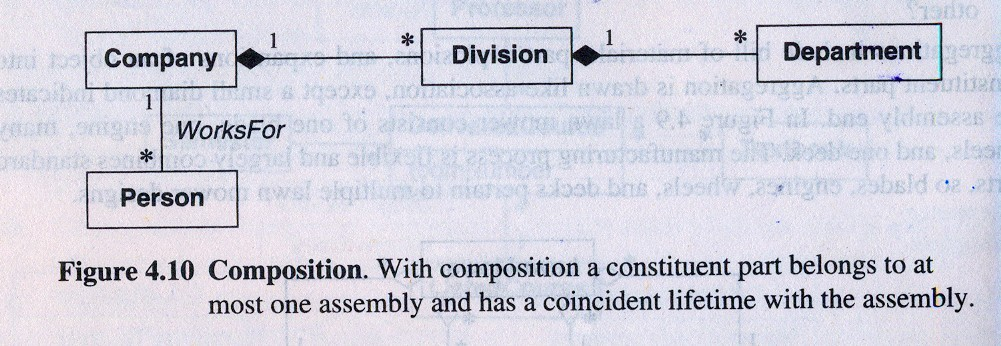 Company 1 * Division 1 * Department
1
WorksFor
*
Person
Figure 4.10 Composition. With composition a constituent part belongs to at
most one assembly and has a coincident lifetime with the assembly.